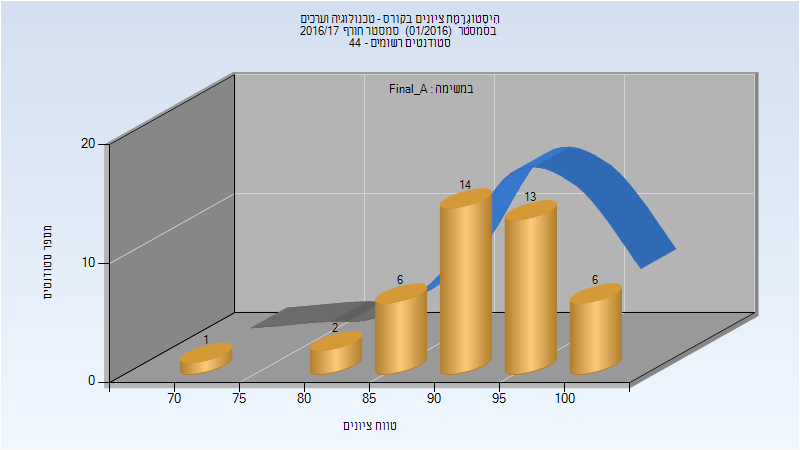 היסטוגרמת ציונים בקורס - טכנולוגיה וערכים
בסמסטר (01/2016) סמסטר חורף 2016/17
סטודנטים רשומים - 44
במשימה : Final_A
מספר סטודנטים
20
10
0
1
2
6
14
13
6
70
75
80
85
90
95
100
טווח ציונים